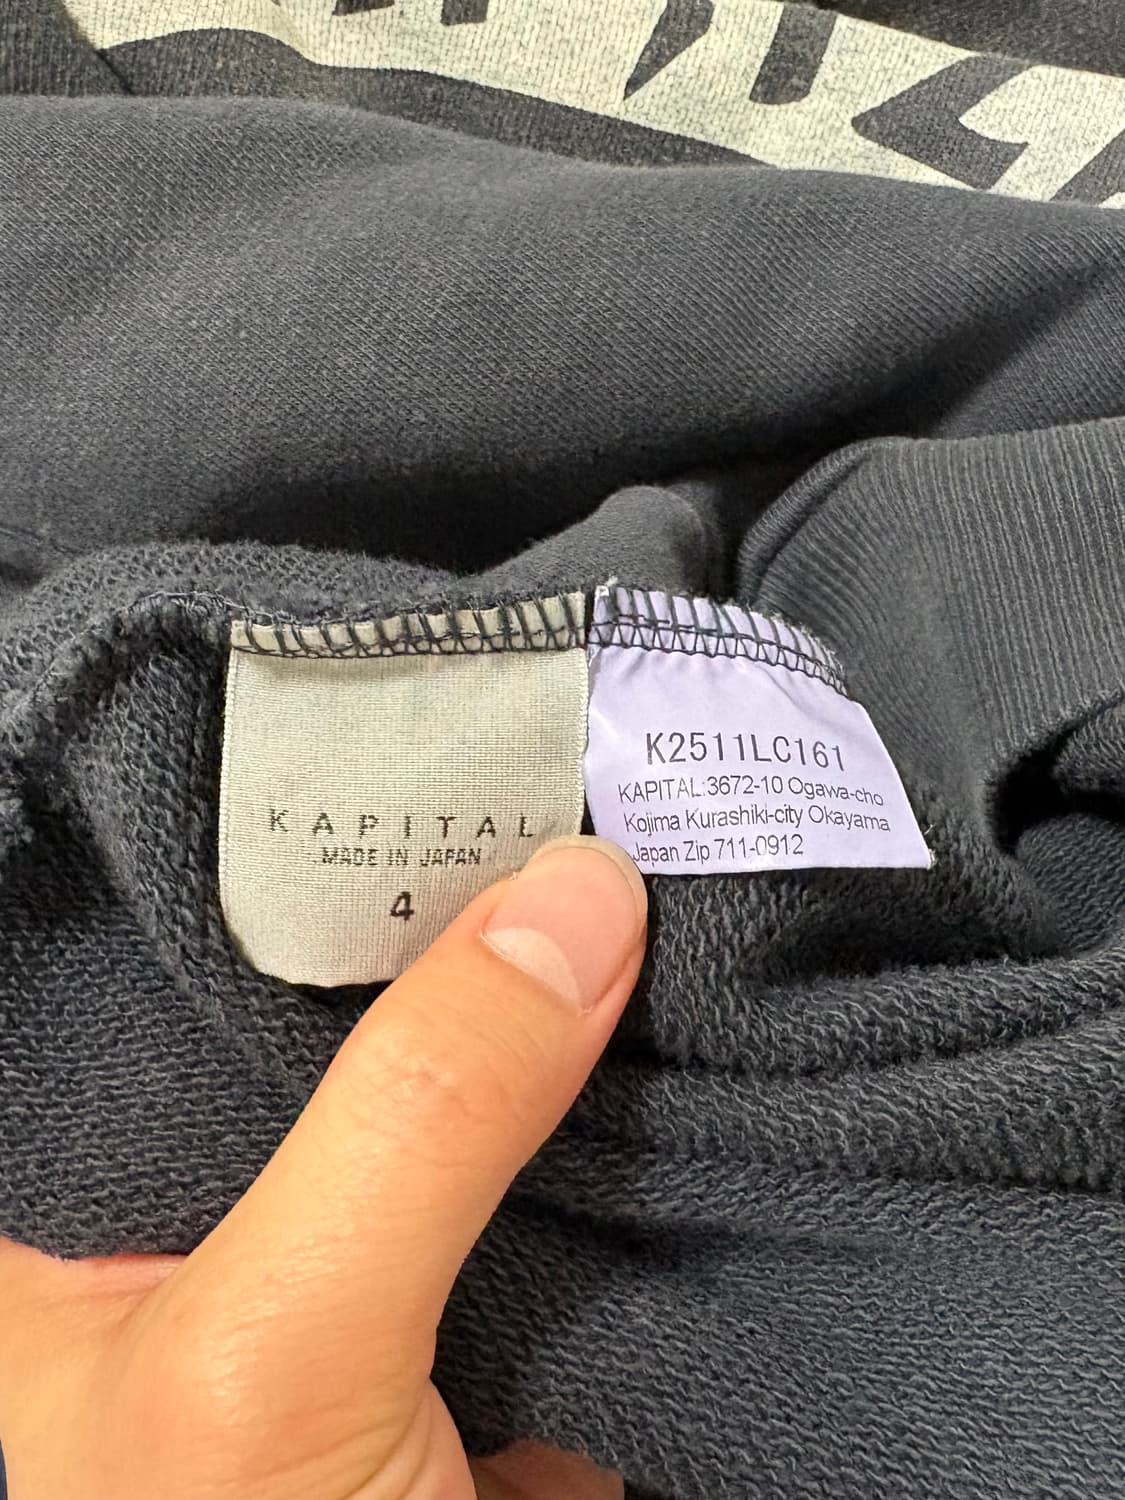 KAPITAL
MADE IN JAPAN
4
K2511LC161
KAPITAL:3672-10 Ogawa-cho
Kojima Kurashiki-city Okayama
Japan Zip 711-0912